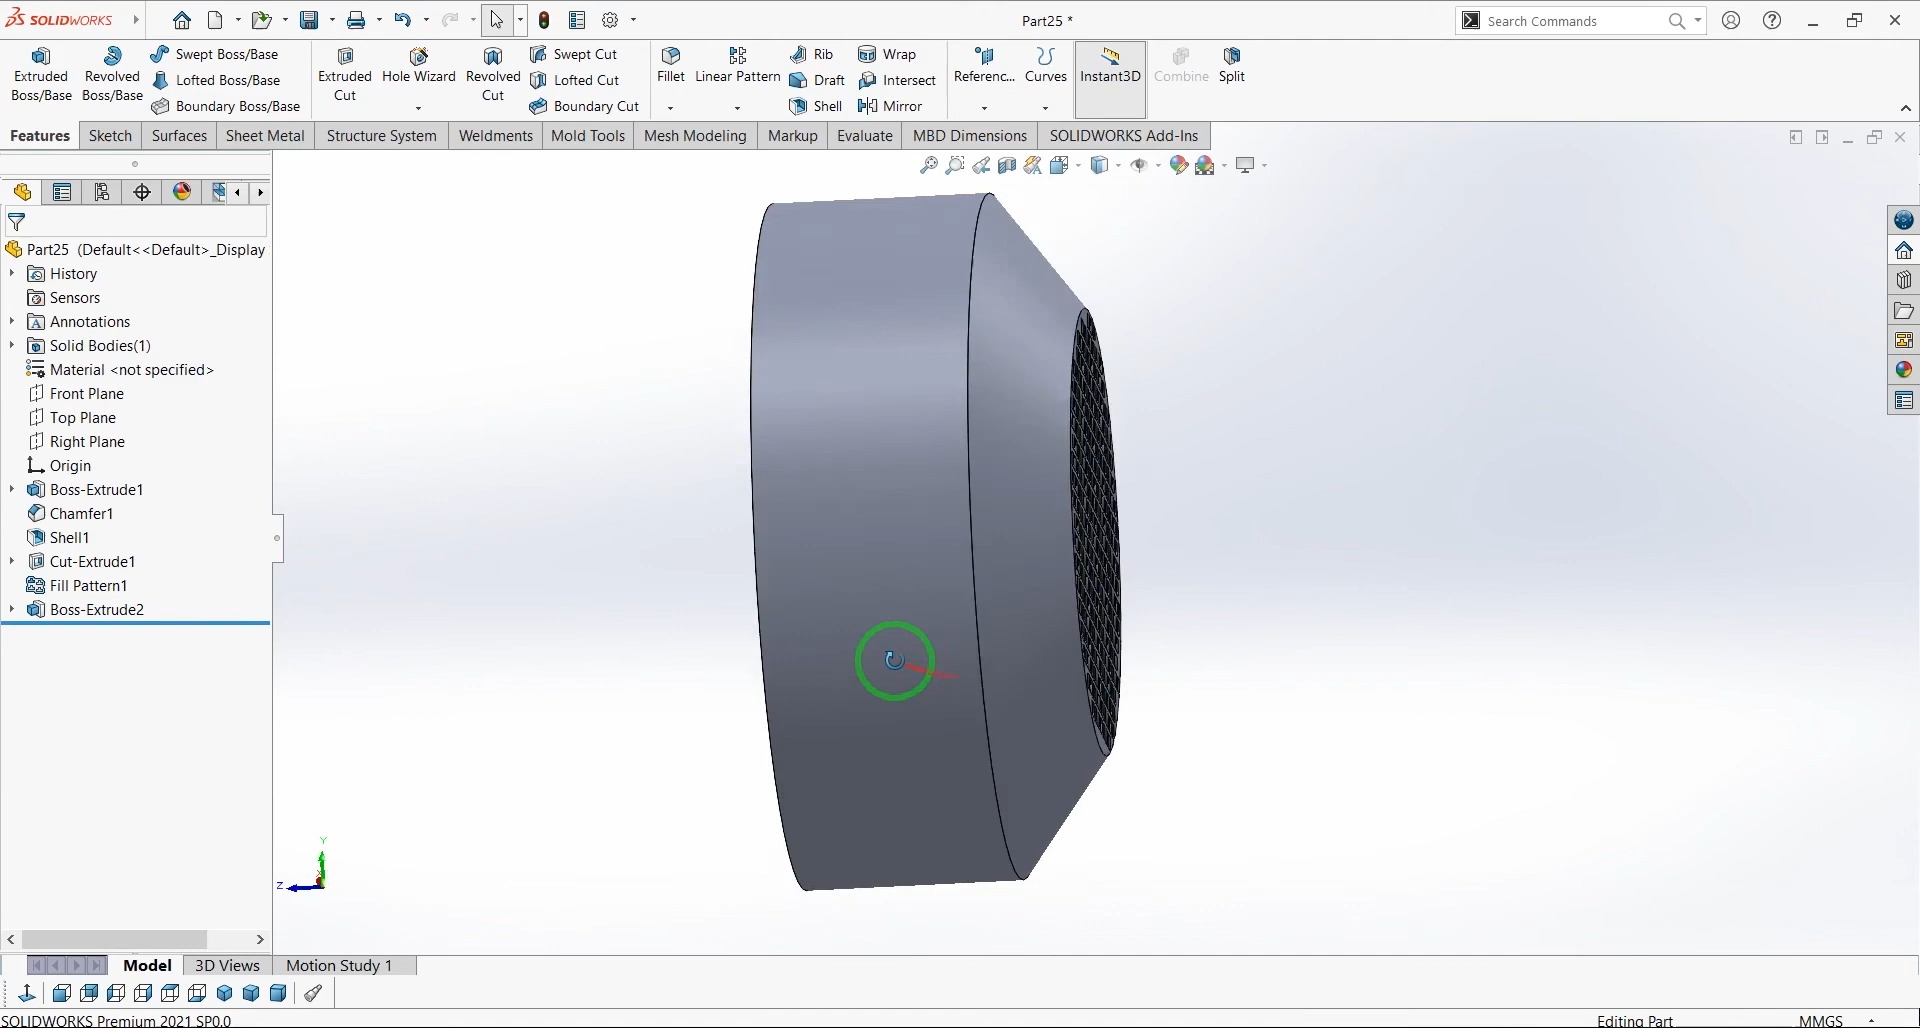 SOLIDWORKS
Part25 *
Search Commands
Extruded Boss/Base
Revolved Boss/Base
Swept Boss/Base
Lofted Boss/Base
Boundary Boss/Base
Extruded Cut
Hole Wizard
Revolved Cut
Swept Cut
Lofted Cut
Boundary Cut
Fillet
Linear Pattern
Rib
Draft
Shell
Wrap
Intersect
Mirror
Referenc...
Curves
Instant3D
Combine
Split
Features
Sketch
Surfaces
Sheet Metal
Structure System
Weldments
Mold Tools
Mesh Modeling
Markup
Evaluate
MBD Dimensions
SOLIDWORKS Add-Ins
Part25 (Default<<Default>_Display
History
Sensors
Annotations
Solid Bodies(1)
Material <not specified>
Front Plane
Top Plane
Right Plane
Origin
Boss-Extrude1
Chamfer1
Shell1
Cut-Extrude1
Fill Pattern1
Boss-Extrude2
Y
X
Z
Model
3D Views
Motion Study 1
SOLIDWORKS Premium 2021 SP0.0
Editing Part
MMGS